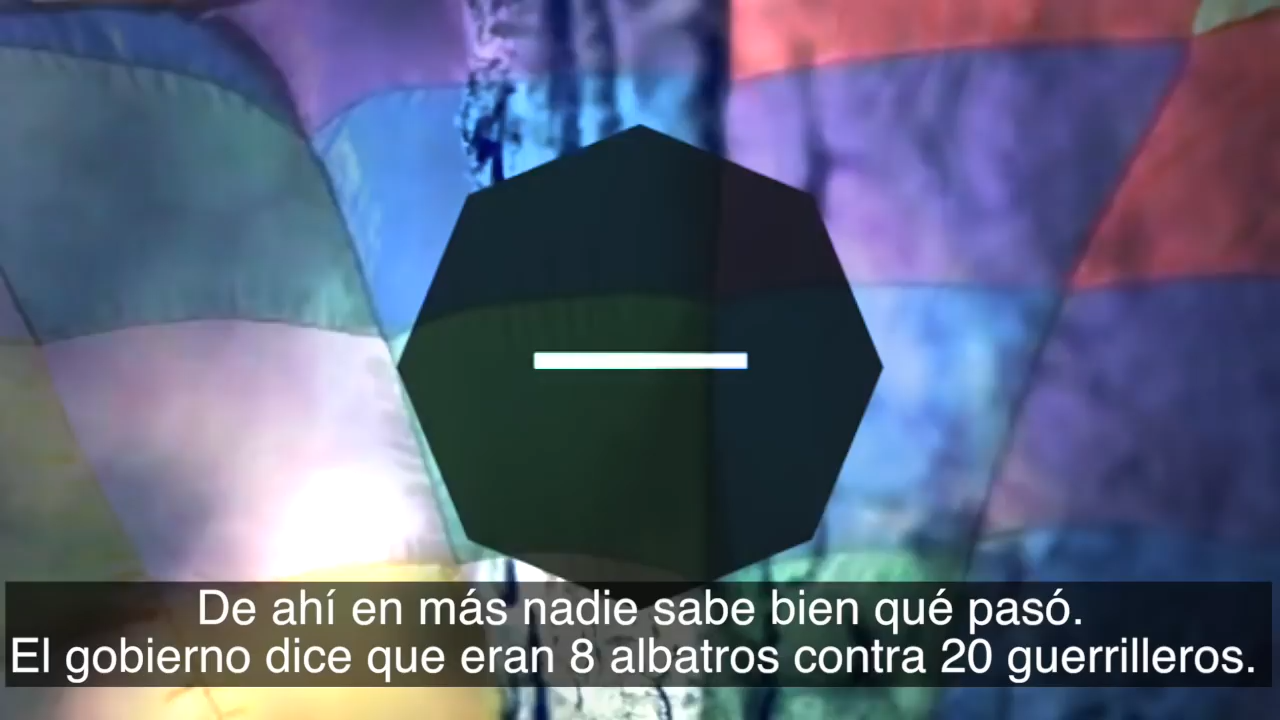 De ahí en más nadie sabe bien qué pasó.
El gobierno dice que eran 8 albatros contra 20 guerrilleros.